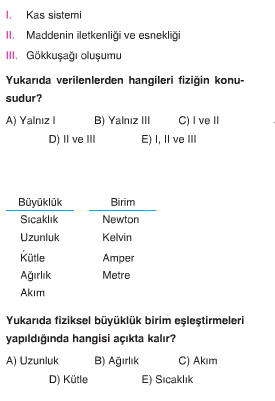 I. Kas sistemi
II. Maddenin iletkenliği ve esnekliği
III. Gökkuşağı oluşumu
Yukarıda verilenlerden hangileri fiziğin konu-
sudur?
A) Yalnız I B) Yalnız III C) I ve II
D) II ve III E) I, II ve III
Büyüklük Birim
Sıcaklık Newton
Uzunluk Kelvin
Kütle Amper
Ağırlık Metre
Akım
Yukarıda fiziksel büyüklük birim eşleştirmeleri
yapıldığında hangisi açıkta kalır?
A) Uzunluk B) Ağırlık C) Akım
D) Kütle E) Sıcaklık